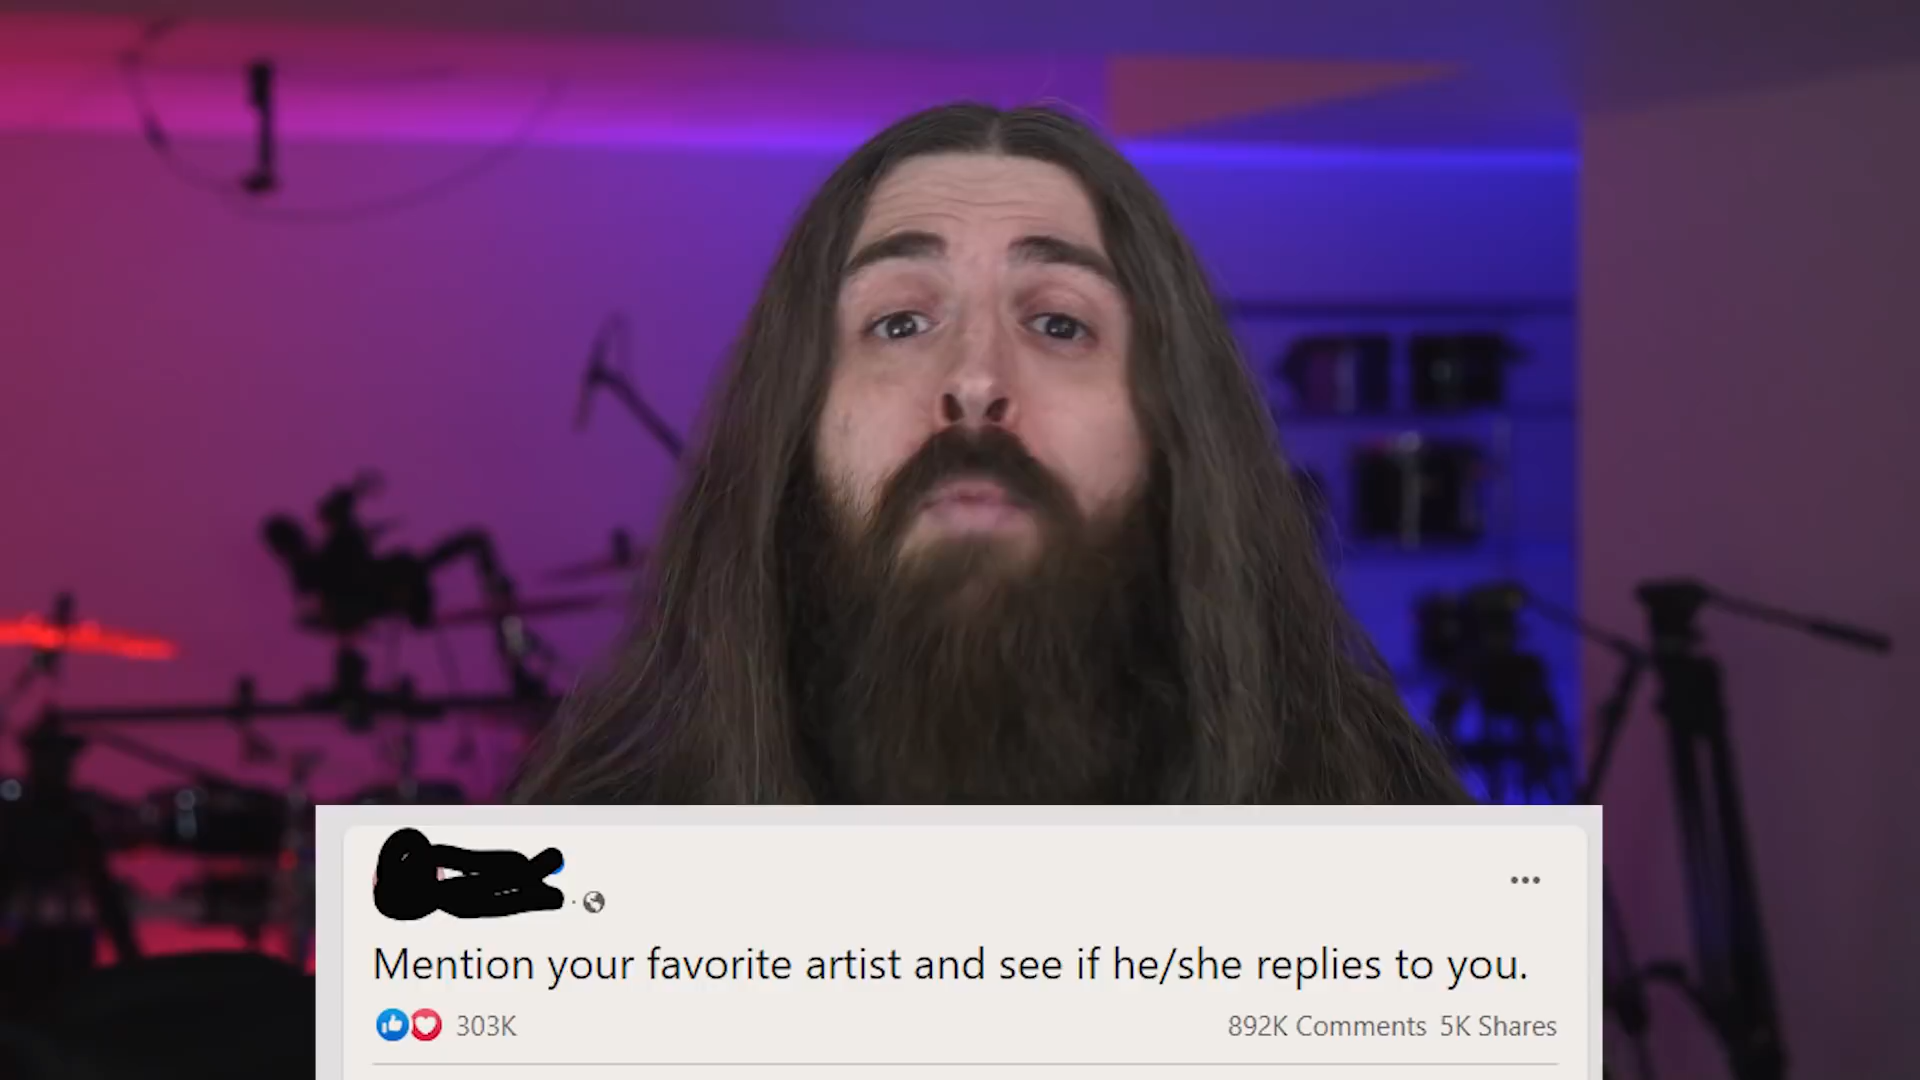 Mention your favorite artist and see if he/she replies to you.
303K 892K Comments 5K Shares